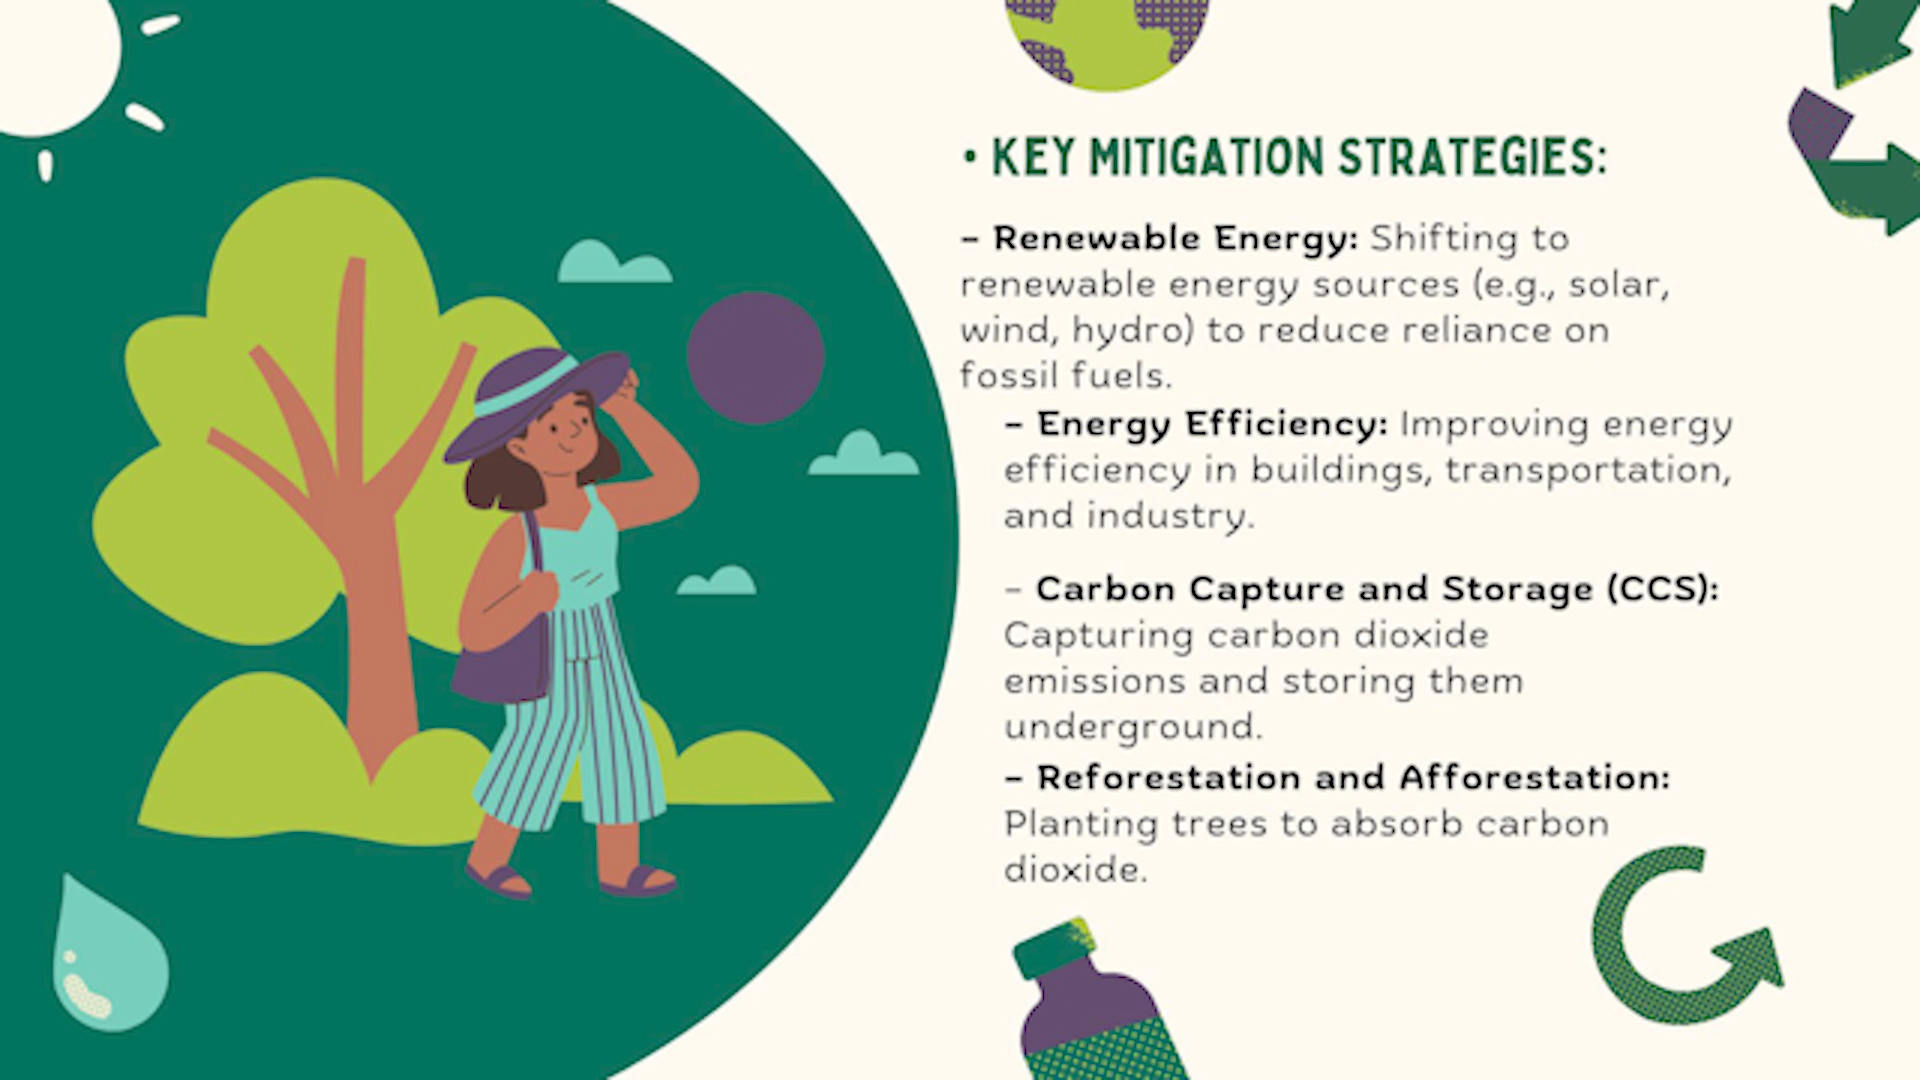 • KEY MITIGATION STRATEGIES:
– Renewable Energy: Shifting to
renewable energy sources (e.g., solar,
wind, hydro) to reduce reliance on
fossil fuels.
– Energy Efficiency: Improving energy
efficiency in buildings, transportation,
and industry.
– Carbon Capture and Storage (CCS):
Capturing carbon dioxide
emissions and storing them
underground.
– Reforestation and Afforestation:
Planting trees to absorb carbon
dioxide.